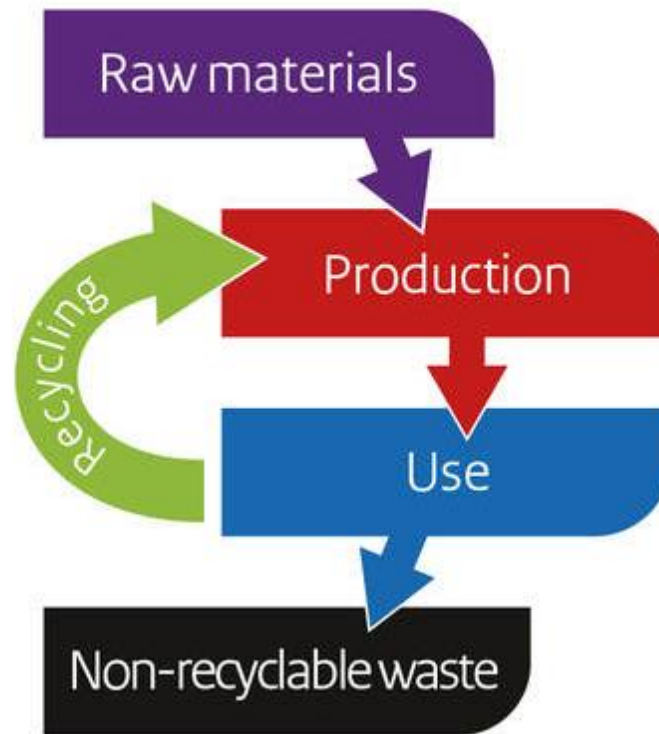 Raw materials
Production
Recycling
Use
Non-recyclable waste